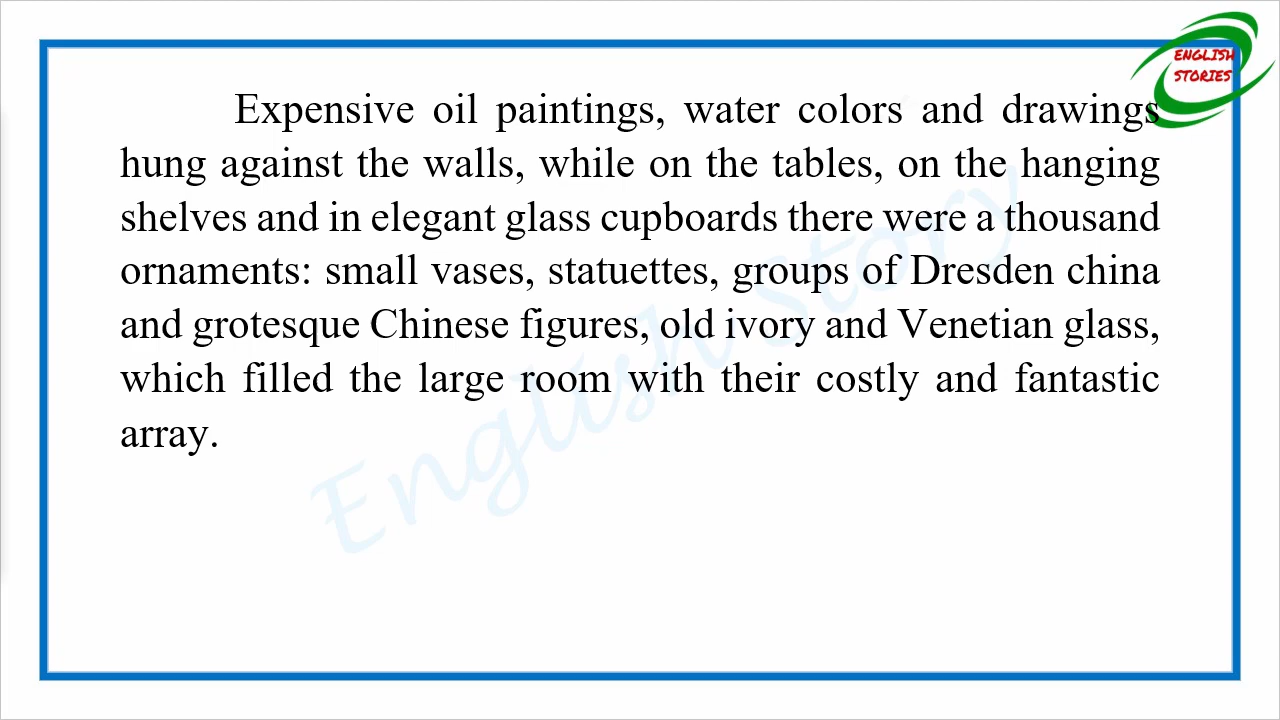 ENGLISH
STORIES
Expensive oil paintings, water colors and drawings
hung against the walls, while on the tables, on the hanging
shelves and in elegant glass cupboards there were a thousand
ornaments: small vases, statuettes, groups of Dresden china
and grotesque Chinese figures, old ivory and Venetian glass,
which filled the large room with their costly and fantastic
array.
English Story